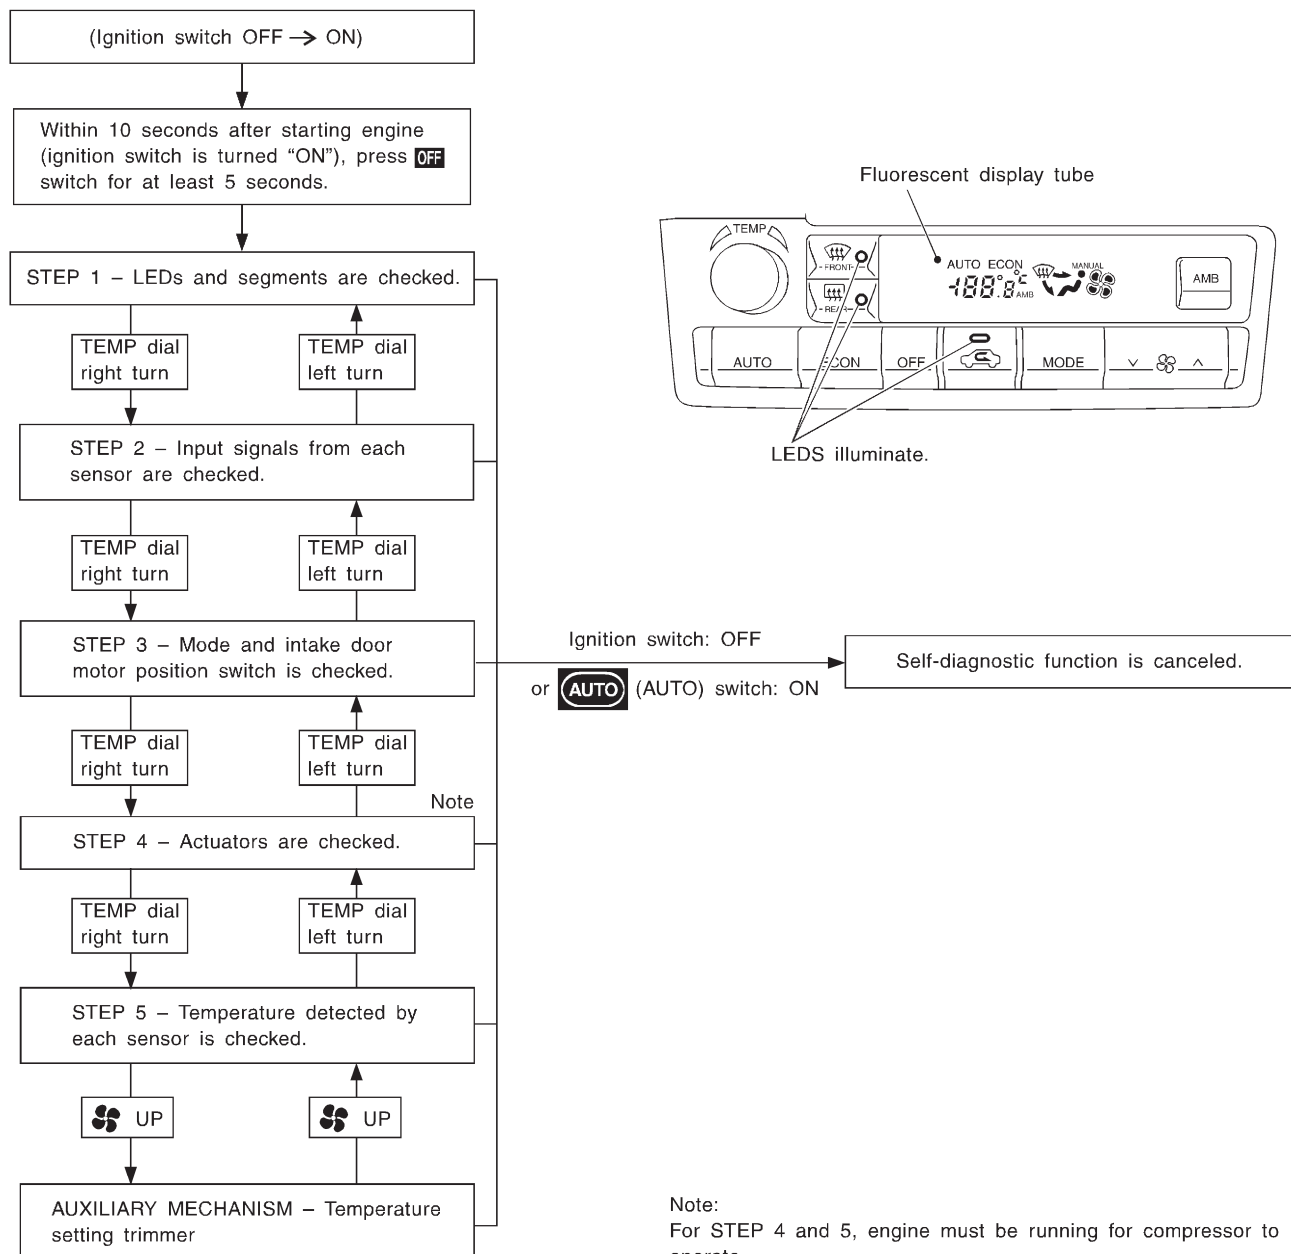 (Ignition switch OFF → ON)
Within 10 seconds after starting engine
(ignition switch is turned “ON”), press OFF
switch for at least 5 seconds.
STEP 1 – LEDs and segments are checked.
TEMP dial
right turn
TEMP dial
left turn
STEP 2 – Input signals from each
sensor are checked.
TEMP dial
right turn
TEMP dial
left turn
STEP 3 – Mode and intake door
motor position switch is checked.
TEMP dial
right turn
TEMP dial
left turn
Note
STEP 4 – Actuators are checked.
TEMP dial
right turn
TEMP dial
left turn
STEP 5 – Temperature detected by
each sensor is checked.
UP
UP
AUXILIARY MECHANISM – Temperature
setting trimmer
Ignition switch: OFF
or AUTO (AUTO) switch: ON
Self-diagnostic function is canceled.
Fluorescent display tube
TEMP
FRONT
REAR
AUTO ECON
MANUAL
AMB
AMB
AUTO
ECON
OFF
MODE
LEDS illuminate.
Note:
For STEP 4 and 5, engine must be running for compressor to